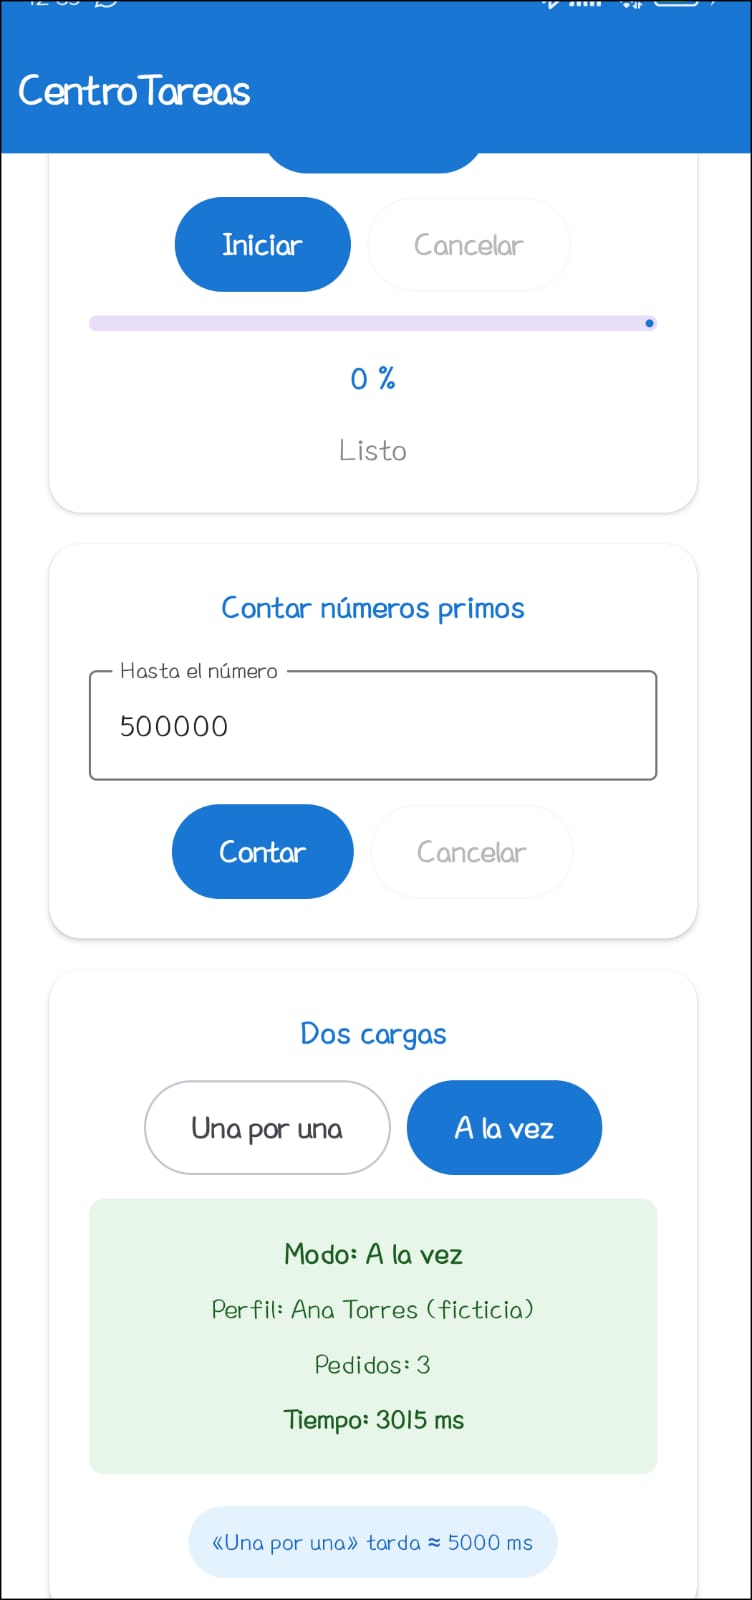 CentroTareas
Iniciar Cancelar
0 %
Listo
Contar números primos
Hasta el número
500000
Contar Cancelar
Dos cargas
Una por una A la vez
Modo: A la vez
Perfil: Ana Torres (ficticia)
Pedidos: 3
Tiempo: 3015 ms
«Una por una» tarda ≈ 5000 ms